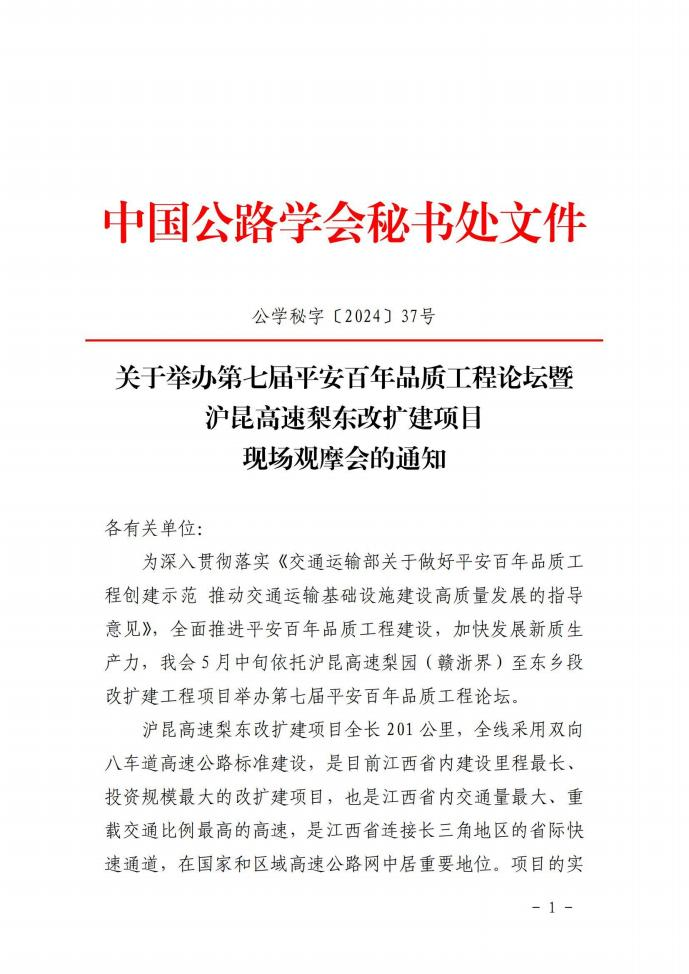 中国公路学会秘书处文件
公学秘字〔2024〕37号
关于举办第七届平安百年品质工程论坛暨
沪昆高速梨东改扩建项目
现场观摩会的通知
各有关单位：
为深入贯彻落实《交通运输部关于做好平安百年品质工
程创建示范 推动交通运输基础设施建设高质量发展的指导
意见》，全面推进平安百年品质工程建设，加快发展新质生
产力，我会5月中旬依托沪昆高速梨园（赣浙界）至东乡段
改扩建工程项目举办第七届平安百年品质工程论坛。
沪昆高速梨东改扩建项目全长201公里，全线采用双向
八车道高速公路标准建设，是目前江西省内建设里程最长、
投资规模最大的改扩建项目，也是江西省内交通量最大、重
载交通比例最高的高速，是江西省连接长三角地区的省际快
速通道，在国家和区域高速公路网中居重要地位。项目的实
- 1 -